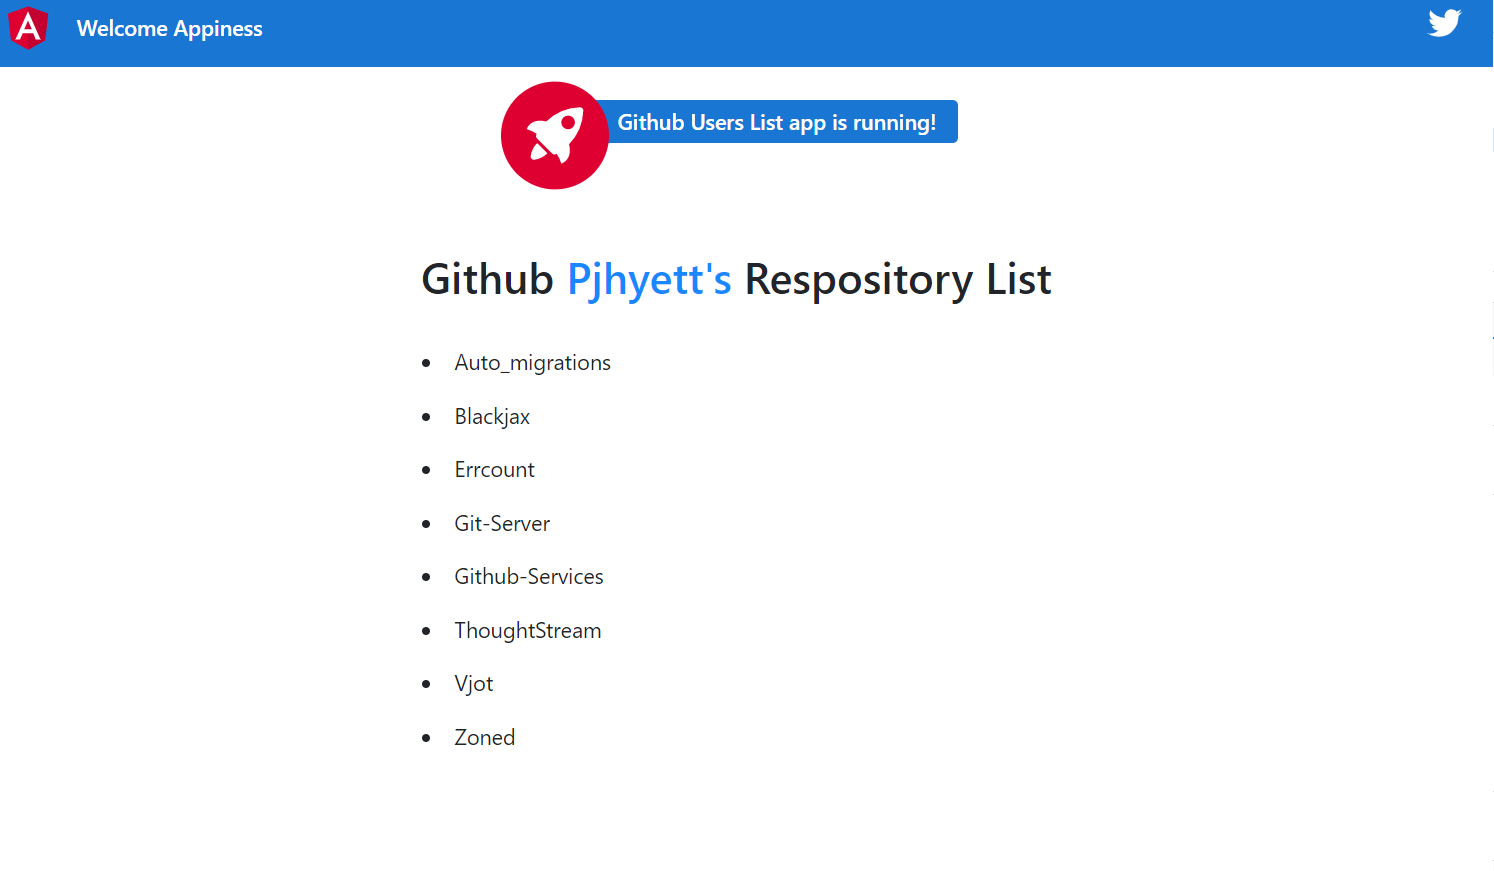 Welcome Appiness
Github Users List app is running!
Github Pjhyett's Respository List
Auto_migrations
Blackjax
Errcount
Git-Server
Github-Services
ThoughtStream
Vjot
Zoned